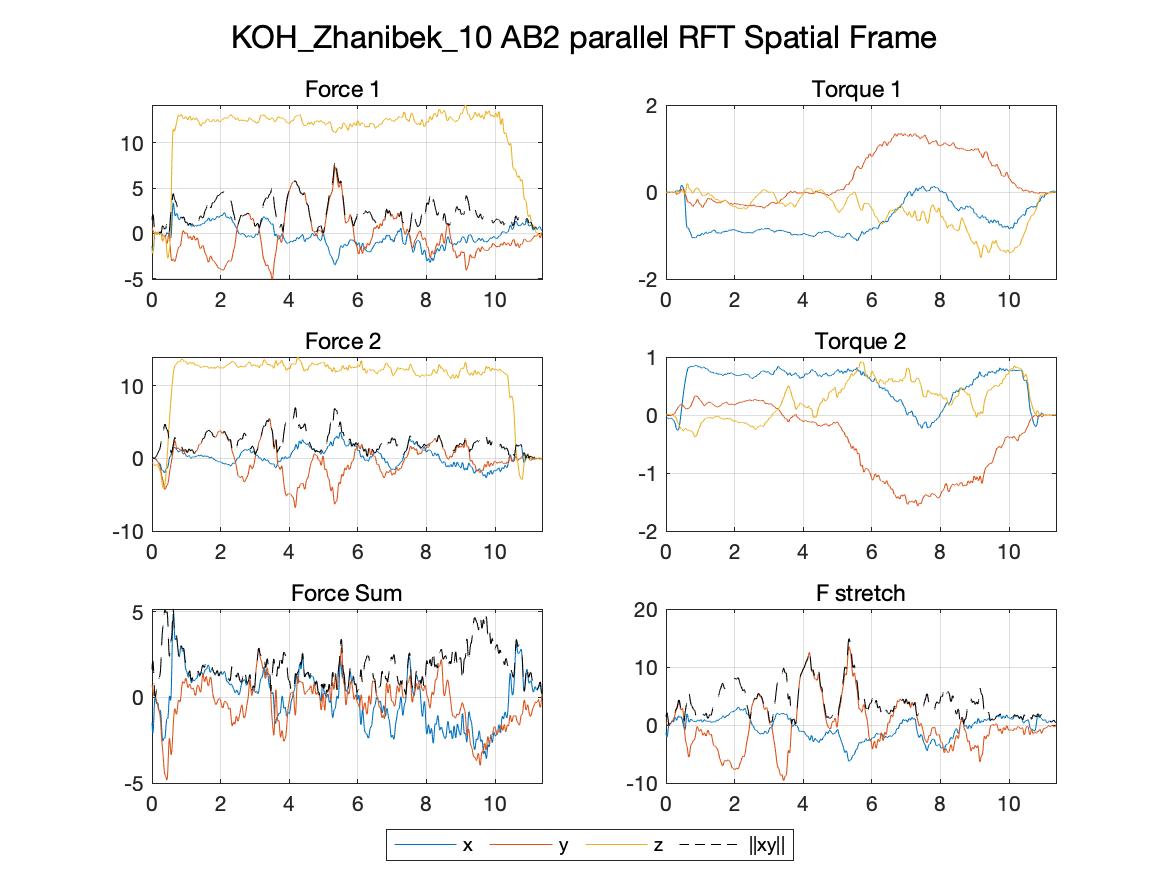 KOH_Zhanibek_10 AB2 parallel RFT Spatial Frame
Force 1
10
5
0
-5
0 2 4 6 8 10
Torque 1
2
0
-2
0 2 4 6 8 10
Force 2
10
0
-10
0 2 4 6 8 10
Torque 2
1
0
-1
-2
0 2 4 6 8 10
Force Sum
5
0
-5
0 2 4 6 8 10
F stretch
20
10
0
-10
0 2 4 6 8 10
x y z ||xy||